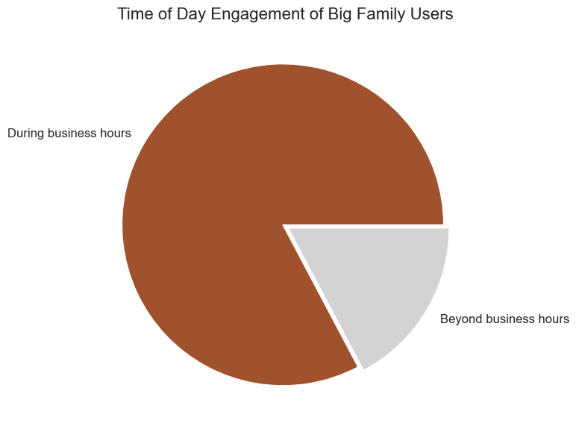 Time of Day Engagement of Big Family Users
During business hours
Beyond business hours